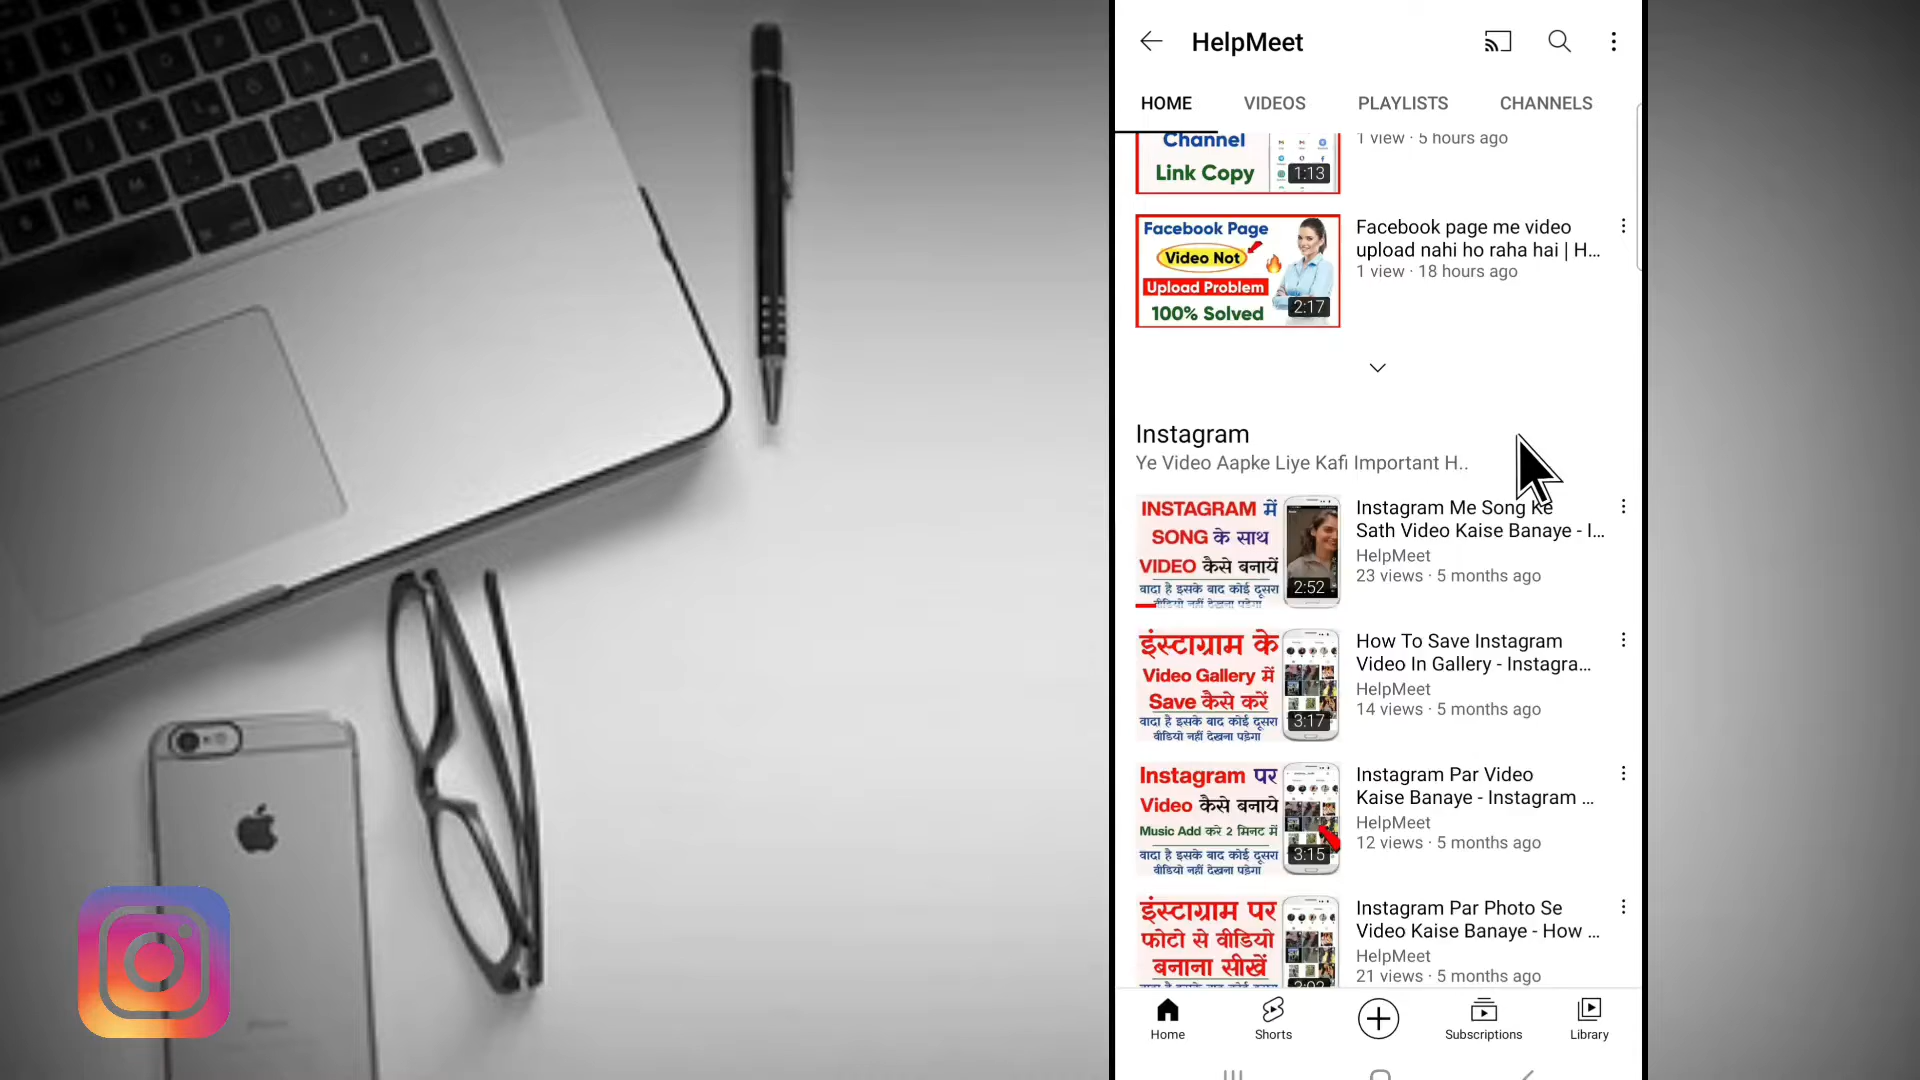 HelpMeet
HOME
VIDEOS
PLAYLISTS
CHANNELS
Channel
Link Copy
1:13
1 view · 5 hours ago
Facebook Page
Video Not
Upload Problem
100% Solved
2:17
Facebook page me video
upload nahi ho raha hai | H...
1 view · 18 hours ago
Instagram
Ye Video Aapke Liye Kafi Important H..
INSTAGRAM में
SONG के साथ
VIDEO कैसे बनायें
वादा है इसके बाद कोई दूसरा
वीडियो नहीं देखना पड़ेगा
2:52
Instagram Me Song Ke
Sath Video Kaise Banaye - I...
HelpMeet
23 views · 5 months ago
इंस्टाग्राम के
Video Gallery में
Save कैसे करें
वादा है इसके बाद कोई दूसरा
वीडियो नहीं देखना पड़ेगा
3:17
How To Save Instagram
Video In Gallery - Instagra...
HelpMeet
14 views · 5 months ago
Instagram पर
Video कैसे बनाये
Music Add करे 2 मिनट में
वादा है इसके बाद कोई दूसरा
वीडियो नहीं देखना पड़ेगा
3:15
Instagram Par Video
Kaise Banaye - Instagram ...
HelpMeet
12 views · 5 months ago
इंस्टाग्राम पर
फोटो से वीडियो
बनाना सीखें
Instagram Par Photo Se
Video Kaise Banaye - How ...
HelpMeet
21 views · 5 months ago
Home
Shorts
Subscriptions
Library